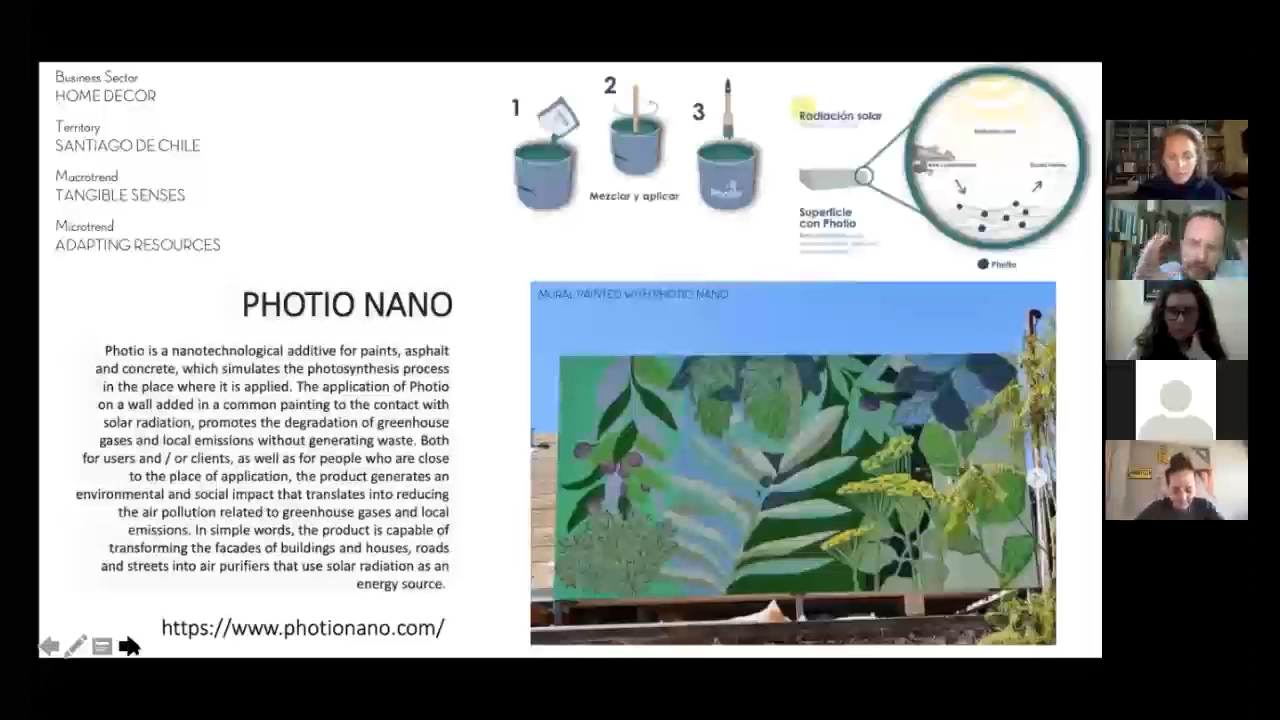 Business Sector
HOME DECOR
Territory
SANTIAGO DE CHILE
Macrotrend
TANGIBLE SENSES
Microtrend
ADAPTING RESOURCES
1
2
3
Mezclar y aplicar
Radiación solar
Superficie
con Photio
Photio
PHOTIO NANO
Photio is a nanotechnological additive for paints, asphalt
and concrete, which simulates the photosynthesis process
in the place where it is applied. The application of Photio
on a wall added in a common painting to the contact with
solar radiation, promotes the degradation of greenhouse
gases and local emissions without generating waste. Both
for users and / or clients, as well as for people who are close
to the place of application, the product generates an
environmental and social impact that translates into reducing
the air pollution related to greenhouse gases and local
emissions. In simple words, the product is capable of
transforming the facades of buildings and houses, roads
and streets into air purifiers that use solar radiation as an
energy source.
https://www.photionano.com/
MURAL PAINTED WITH PHOTIO NANO